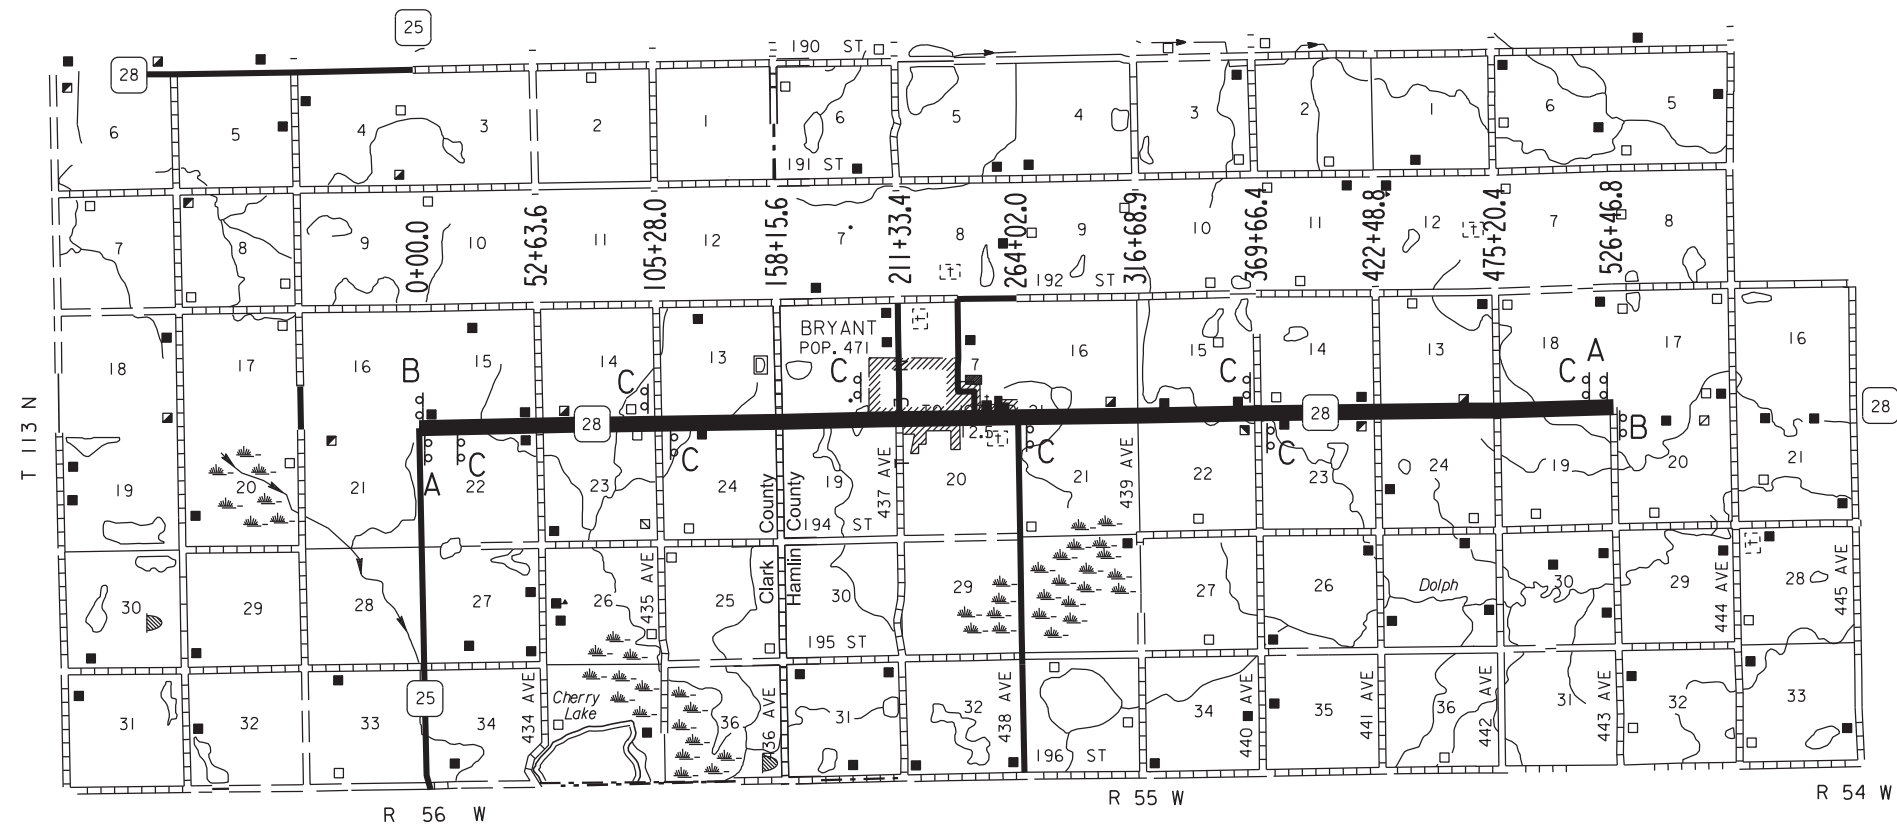 25
190 ST
28
6 5 4 3 2 1 6 5 4 3 2 1 6 5
191 ST
7 8 9 10 11 12 7 8 9 10 11 12 7 8
0+00.0 52+63.6 105+28.0 158+15.6 211+33.4 264+02.0 316+68.9 369+66.4 422+48.8 475+20.4 526+46.8
192 ST
BRYANT
POP. 471
18 17 16 15 14 13 7 16 15 14 13 18 17 16
B C C C C A
28 28 28
T 113 N
A C C C C B
2.5
19 20 21 22 23 24 19 20 21 22 23 24 19 20 21
437 AVE 439 AVE
Clark County
Hamlin County
194 ST
30 29 28 27 26 25 30 29 27 26 30 29 28
435 AVE Dolph 444 AVE 445 AVE
195 ST
25
31 32 33 34 36 31 32 34 35 36 31 32 33
Cherry
Lake
434 AVE 436 AVE 438 AVE 440 AVE 441 AVE 442 AVE 443 AVE
196 ST
R 56 W R 55 W R 54 W